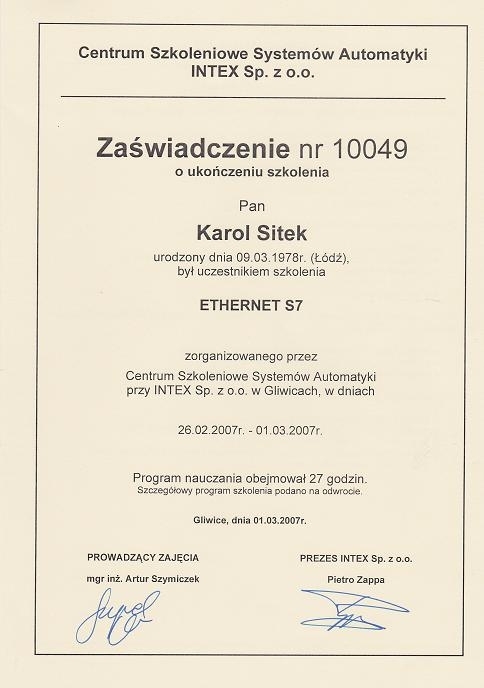 Centrum Szkoleniowe Systemów Automatyki
INTEX Sp. z o.o.
Zaświadczenie nr 10049
o ukończeniu szkolenia
Pan
Karol Sitek
urodzony dnia 09.03.1978r. (Łódź),
był uczestnikiem szkolenia
ETHERNET S7
zorganizowanego przez
Centrum Szkoleniowe Systemów Automatyki
przy INTEX Sp. z o.o. w Gliwicach, w dniach
26.02.2007r. - 01.03.2007r.
Program nauczania obejmował 27 godzin.
Szczegółowy program szkolenia podano na odwrocie.
Gliwice, dnia 01.03.2007r.
PROWADZĄCY ZAJĘCIA
mgr inż. Artur Szymiczek
PREZES INTEX Sp. z o.o.
Pietro Zappa